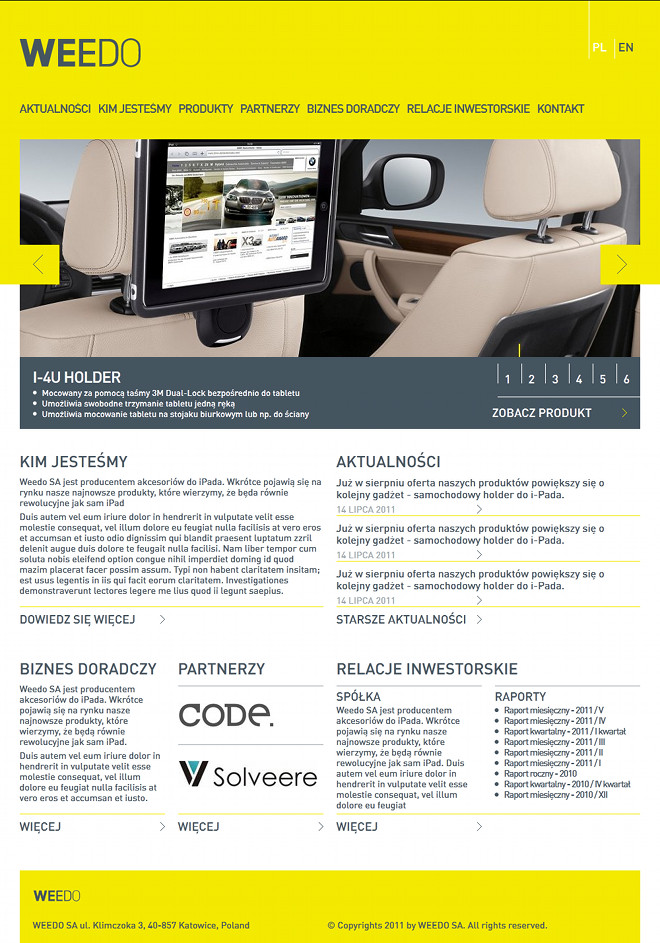 WEEDO
PL EN
AKTUALNOŚCI KIM JESTEŚMY PRODUKTY PARTNERZY BIZNES DORADCZY RELACJE INWESTORSKIE KONTAKT
X3
I-4U HOLDER
Mocowany za pomocą taśmy 3M Dual-Lock bezpośrednio do tabletu
Umożliwia swobodne trzymanie tabletu jedną ręką
Umożliwia mocowanie tabletu na stojaku biurkowym lub np. do ściany
1 2 3 4 5 6
ZOBACZ PRODUKT
KIM JESTEŚMY
Weedo SA jest producentem akcesoriów do iPada. Wkrótce pojawią się na
rynku nasze najnowsze produkty, które wierzymy, że będa równie
rewolucyjne jak sam iPad
Duis autem vel eum iriure dolor in hendrerit in vulputate velit esse
molestie consequat, vel illum dolore eu feugiat nulla facilisis at vero eros
et accumsan et iusto odio dignissim qui blandit praesent luptatum zzril
delenit augue duis dolore te feugait nulla facilisi. Nam liber tempor cum
soluta nobis eleifend option congue nihil imperdiet doming id quod
mazim placerat facer possim assum. Typi non habent claritatem insitam;
est usus legentis in iis qui facit eorum claritatem. Investigationes
demonstraverunt lectores legere me lius quod ii legunt saepius.
DOWIEDZ SIĘ WIĘCEJ
AKTUALNOŚCI
Już w sierpniu oferta naszych produktów powiększy się o
kolejny gadżet - samochodowy holder do i-Pada.
14 LIPCA 2011
Już w sierpniu oferta naszych produktów powiększy się o
kolejny gadżet - samochodowy holder do i-Pada.
14 LIPCA 2011
Już w sierpniu oferta naszych produktów powiększy się o
kolejny gadżet - samochodowy holder do i-Pada.
14 LIPCA 2011
STARSZE AKTUALNOŚCI
BIZNES DORADCZY
Weedo SA jest producentem
akcesoriów do iPada. Wkrótce
pojawią się na rynku nasze
najnowsze produkty, które
wierzymy, że będą równie
rewolucyjne jak sam iPad.
Duis autem vel eum iriure dolor in
hendrerit in vulputate velit esse
molestie consequat, vel illum
dolore eu feugiat nulla facilisis at
vero eros et accumsan et iusto.
WIĘCEJ
PARTNERZY
CODE.
Solveere
WIĘCEJ
RELACJE INWESTORSKIE
SPÓŁKA
Weedo SA jest producentem
akcesoriów do iPada. Wkrótce
pojawią się na rynku nasze
najnowsze produkty, które
wierzymy, że będą równie
rewolucyjne jak sam iPad. Duis
autem vel eum iriure dolor in
hendrerit in vulputate velit esse
molestie consequat, vel illum
dolore eu feugiat
WIĘCEJ
RAPORTY
Raport miesięczny - 2011 / V
Raport miesięczny - 2011 / IV
Raport kwartalny - 2011 / I kwartał
Raport miesięczny - 2011 / III
Raport miesięczny - 2011 / II
Raport miesięczny - 2011 / I
Raport roczny - 2010
Raport kwartalny - 2010 / IV kwartał
Raport miesięczny - 2010 / XII
WEEDO
WEEDO SA ul. Klimczoka 3, 40-857 Katowice, Poland
© Copyrights 2011 by WEEDO SA. All rights reserved.